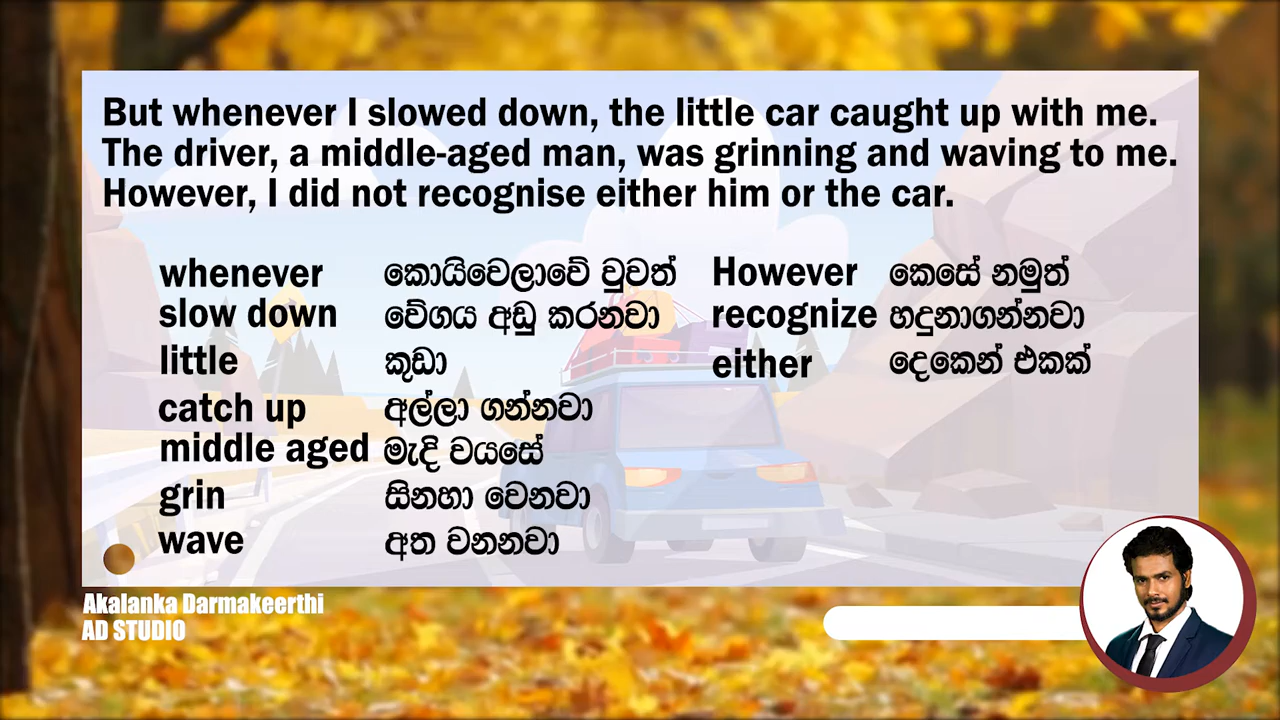 But whenever I slowed down, the little car caught up with me.
The driver, a middle-aged man, was grinning and waving to me.
However, I did not recognise either him or the car.
whenever කොයිවෙලාවේ වුවත්
slow down වේගය අඩු කරනවා
little කුඩා
catch up අල්ලා ගන්නවා
middle aged මැදි වයසේ
grin සිනහා වෙනවා
wave අත වනනවා
However කෙසේ නමුත්
recognize හදුනාගන්නවා
either දෙකෙන් එකක්
Akalanka Darmakeerthi
AD STUDIO